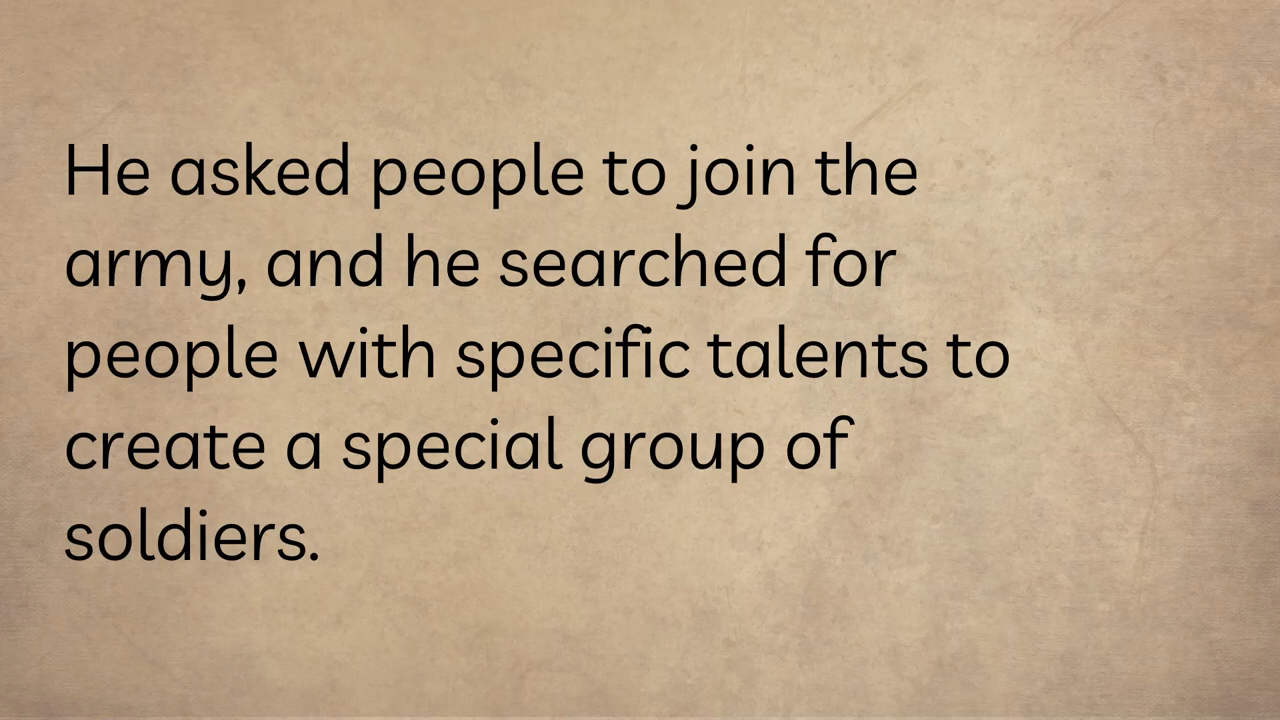 He asked people to join the
army, and he searched for
people with specific talents to
create a special group of
soldiers.